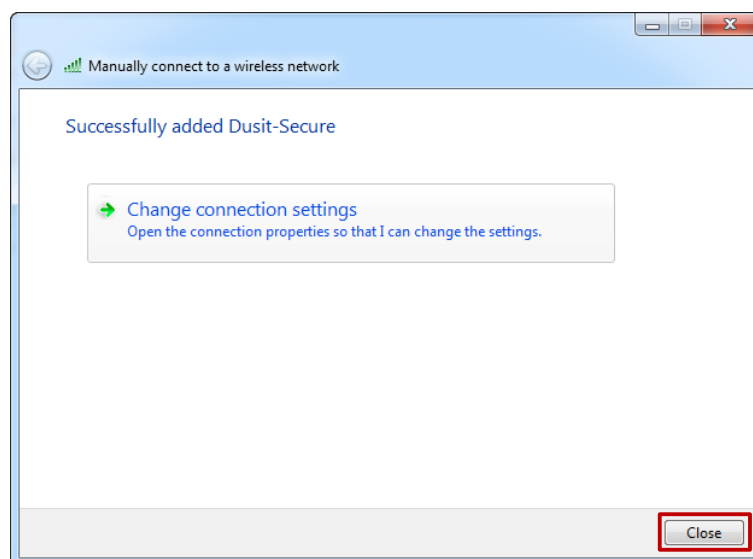 Manually connect to a wireless network
Successfully added Dusit-Secure
Change connection settings
Open the connection properties so that I can change the settings.
Close